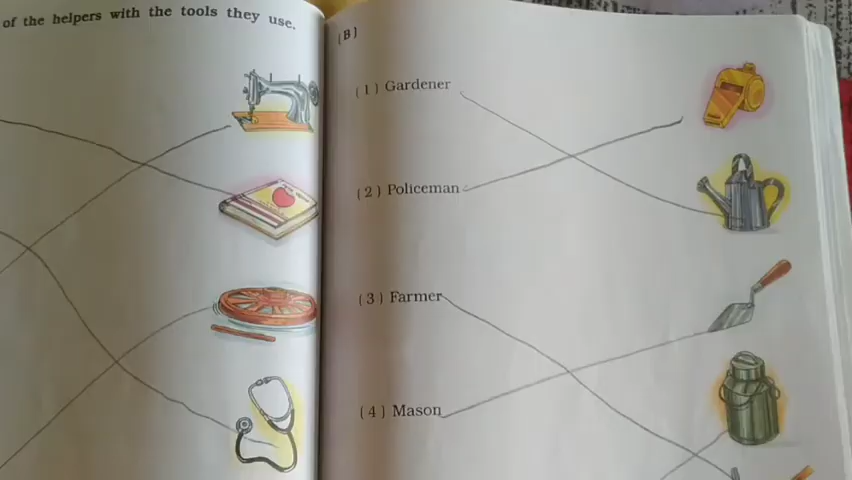 of the helpers with the tools they use.
(B)
(1) Gardener
(2) Policeman
(3) Farmer
(4) Mason